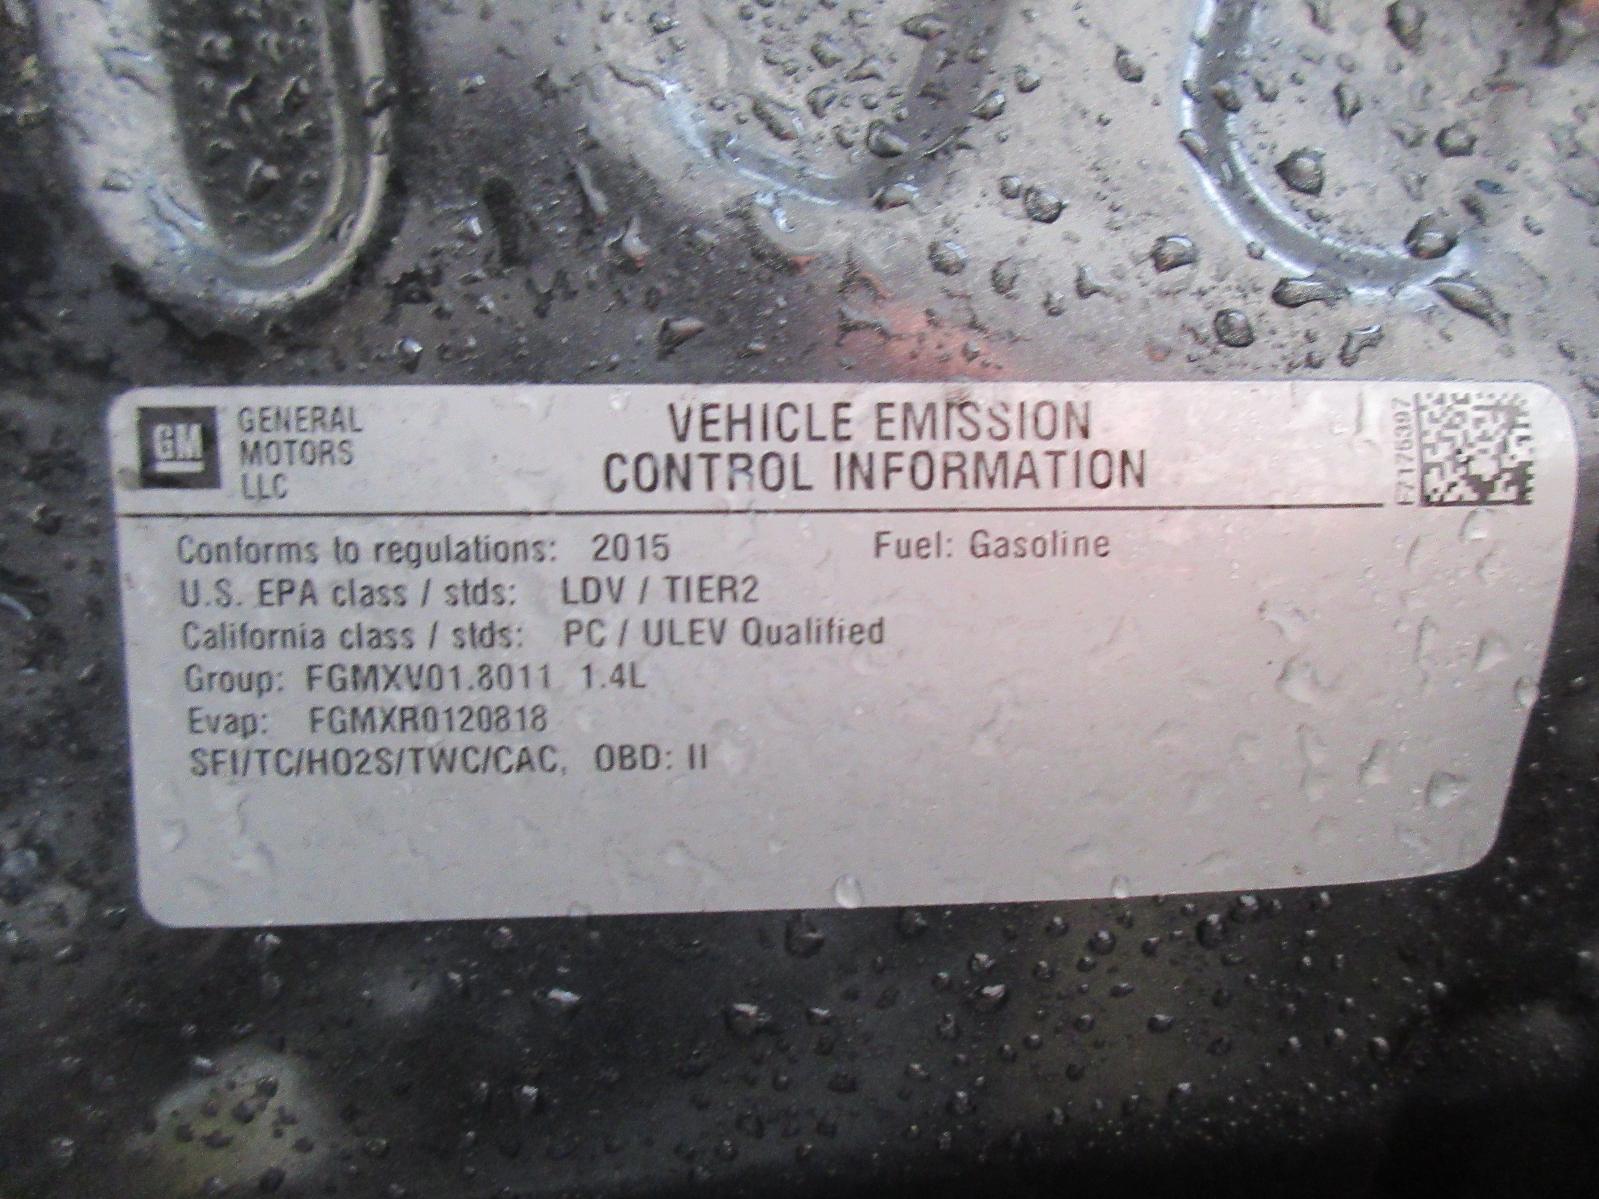 GM
GENERAL
MOTORS
LLC
VEHICLE EMISSION
CONTROL INFORMATION
Conforms to regulations: 2015 Fuel: Gasoline
U.S. EPA class / stds: LDV / TIER2
California class / stds: PC / ULEV Qualified
Group: FGMXV01.8011 1.4L
Evap: FGMXR0120818
SFI/TC/HO2S/TWC/CAC, OBD: II